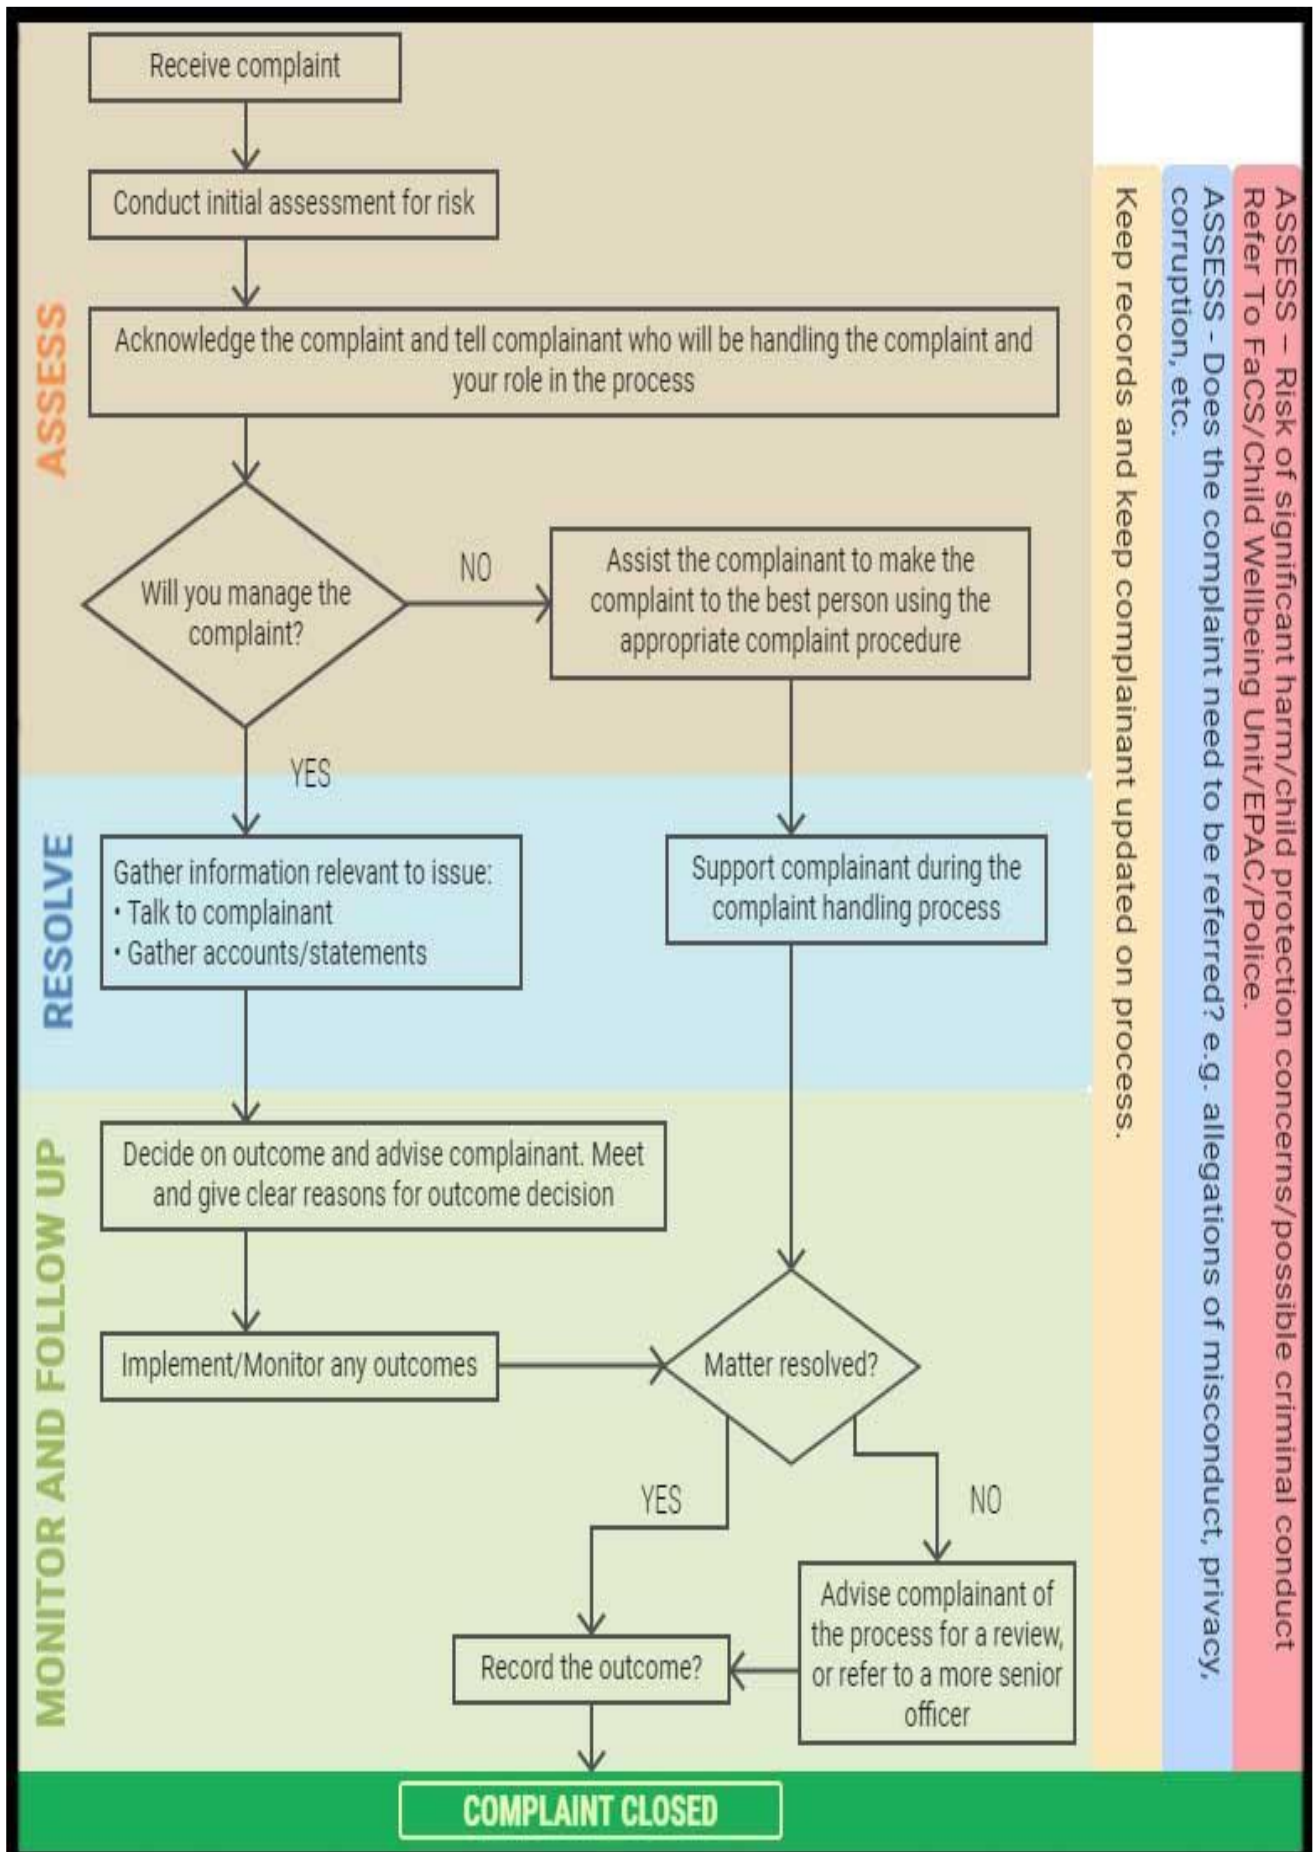 Receive complaint
Conduct initial assessment for risk
Acknowledge the complaint and tell complainant who will be handling the complaint and
your role in the process
ASSESS
Will you manage the
complaint?
NO
Assist the complainant to make the
complaint to the best person using the
appropriate complaint procedure
YES
RESOLVE
Gather information relevant to issue:
• Talk to complainant
• Gather accounts/statements
Support complainant during the
complaint handling process
MONITOR AND FOLLOW UP
Decide on outcome and advise complainant. Meet
and give clear reasons for outcome decision
Implement/Monitor any outcomes
Matter resolved?
YES
NO
Advise complainant of
the process for a review,
or refer to a more senior
officer
Record the outcome?
COMPLAINT CLOSED
ASSESS – Risk of significant harm/child protection concerns/possible criminal conduct
Refer To FaCS/Child Wellbeing Unit/EPAC/Police.
ASSESS - Does the complaint need to be referred? e.g. allegations of misconduct, privacy,
corruption, etc.
Keep records and keep complainant updated on process.